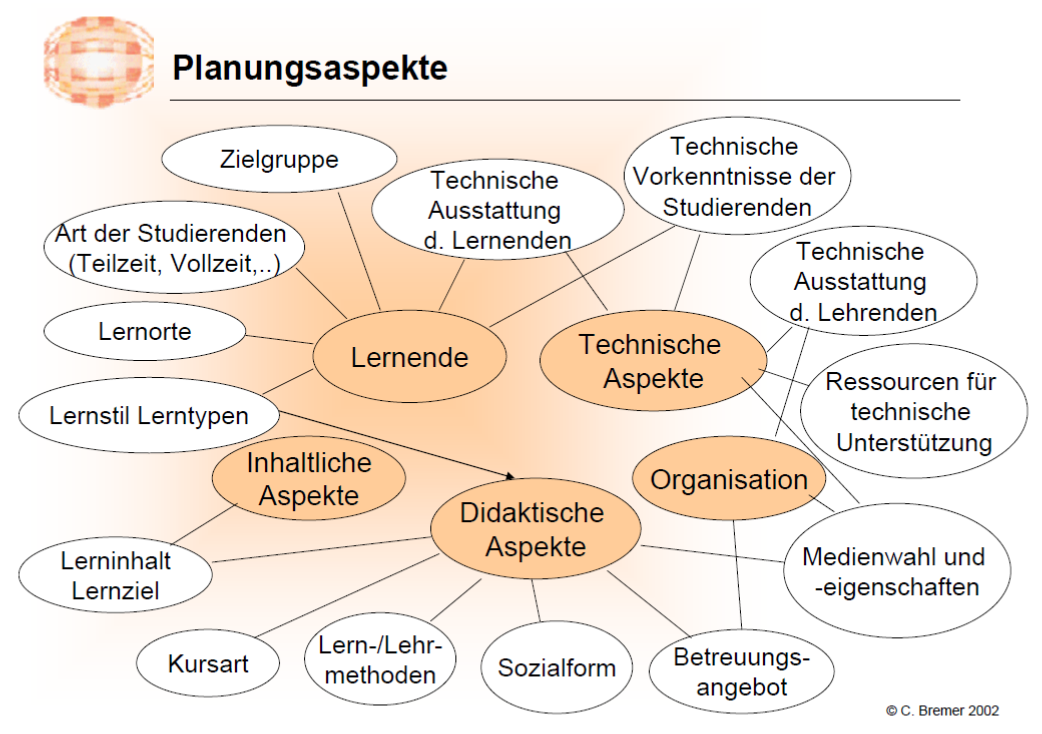 Planungsaspekte
Zielgruppe
Technische
Ausstattung
d. Lernenden
Technische
Vorkenntnisse der
Studierenden
Art der Studierenden
(Teilzeit, Vollzeit,..)
Technische
Ausstattung
d. Lehrenden
Lernorte
Lernende
Technische
Aspekte
Ressourcen für
technische
Unterstützung
Lernstil Lerntypen
Inhaltliche
Aspekte
Organisation
Didaktische
Aspekte
Lerninhalt
Lernziel
Medienwahl und
-eigenschaften
Kursart
Lern-/Lehr-
methoden
Sozialform
Betreuungs-
angebot
© C. Bremer 2002